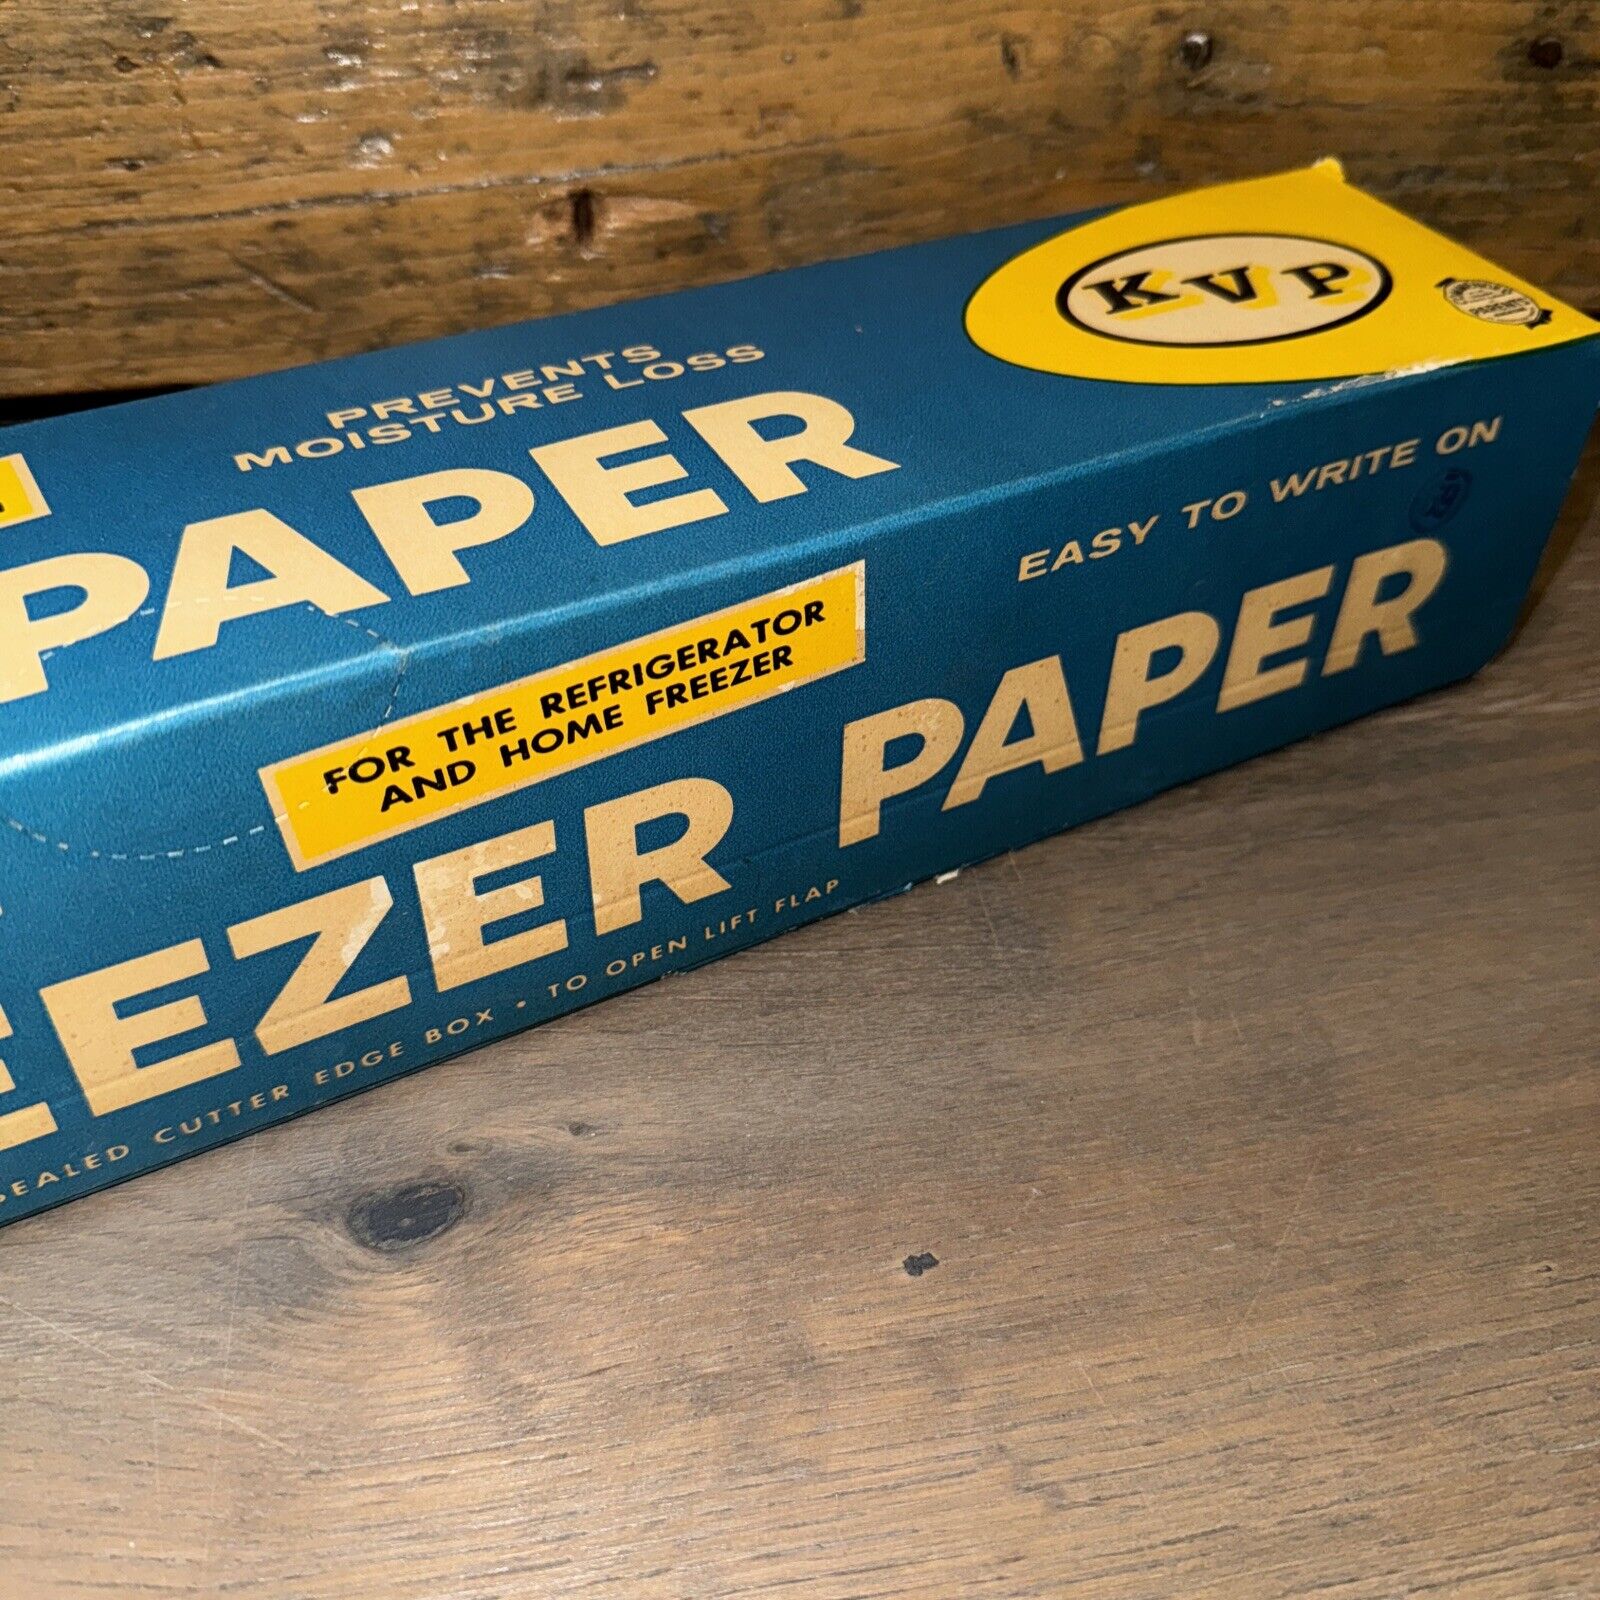 PREVENTS
MOISTURE LOSS
PAPER
KVP
EASY TO WRITE ON
FOR THE REFRIGERATOR
AND HOME FREEZER
EEZER PAPER
SEALED CUTTER EDGE BOX • TO OPEN LIFT FLAP